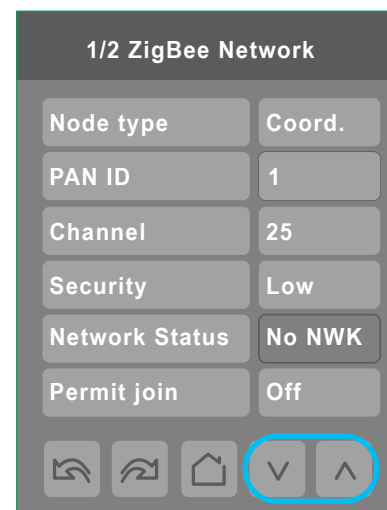 1/2 ZigBee Network
Node type Coord.
PAN ID 1
Channel 25
Security Low
Network Status No NWK
Permit join Off